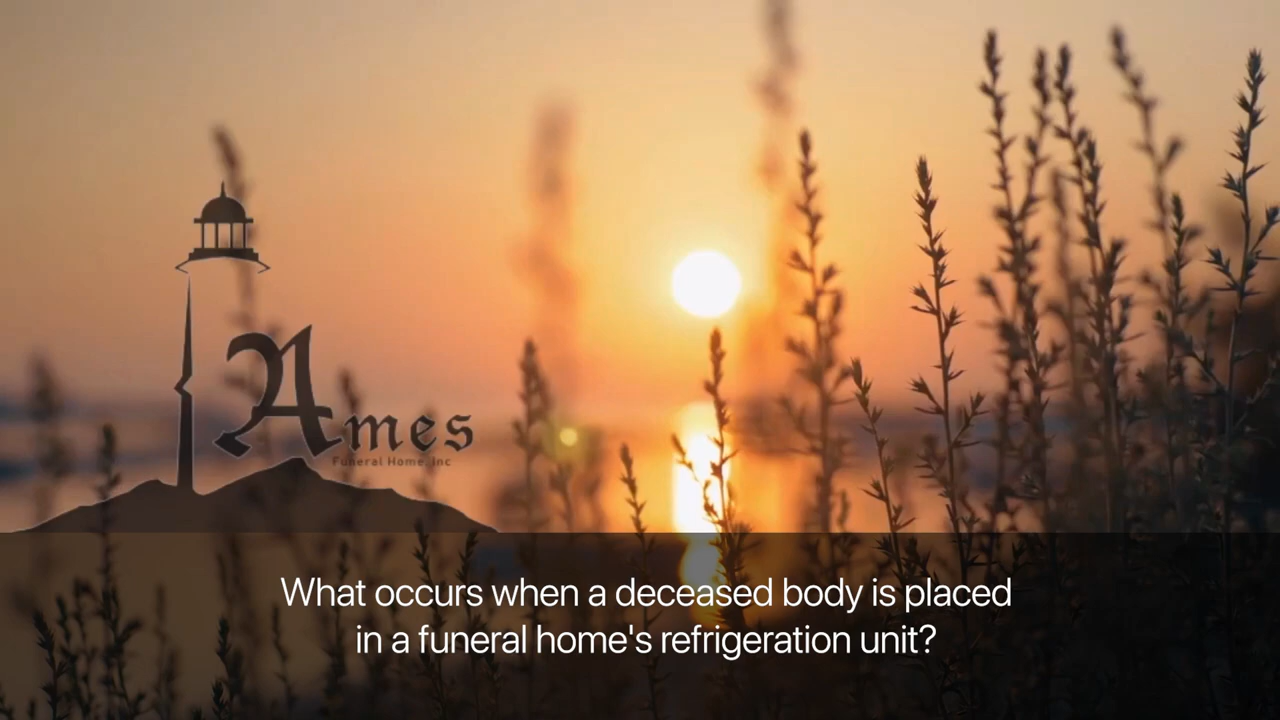 Ames
Funeral Home, Inc
What occurs when a deceased body is placed
in a funeral home's refrigeration unit?